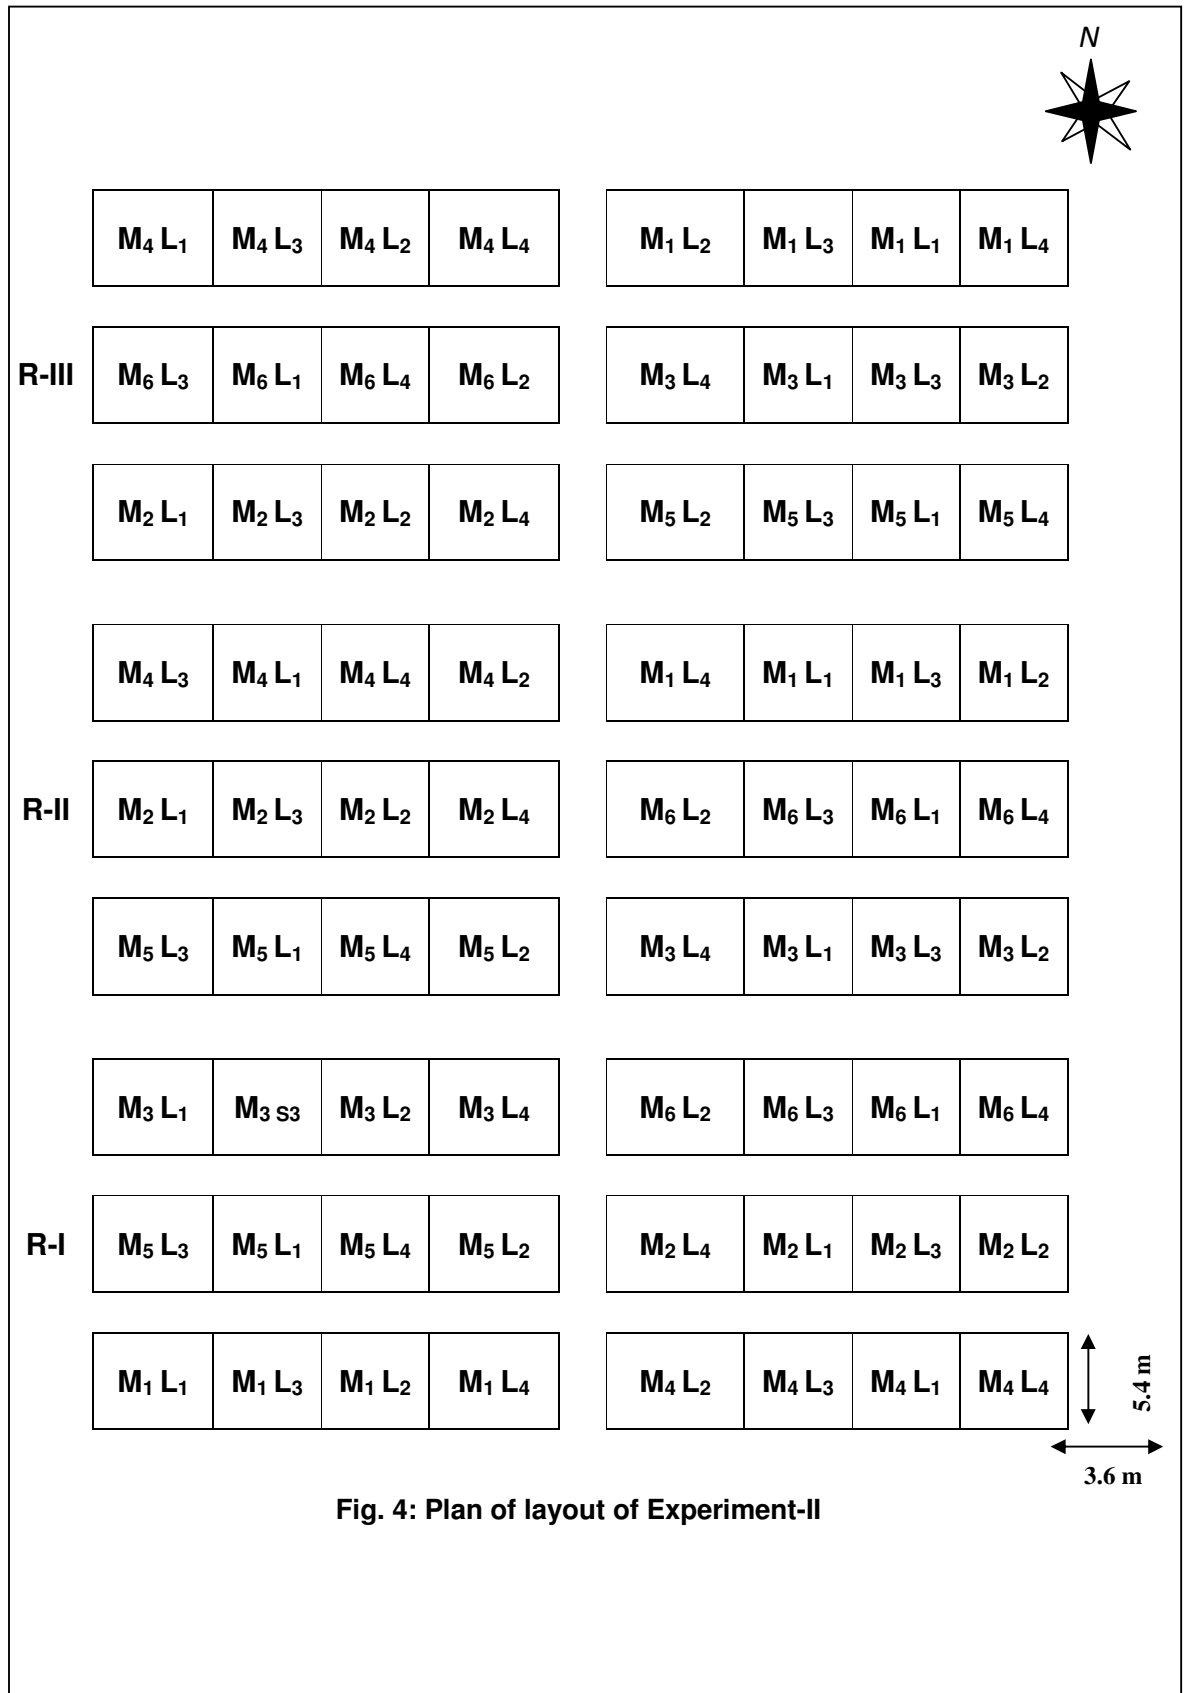 N
M₄ L₁ M₄ L₃ M₄ L₂ M₄ L₄ M₁ L₂ M₁ L₃ M₁ L₁ M₁ L₄
R-III M₆ L₃ M₆ L₁ M₆ L₄ M₆ L₂ M₃ L₄ M₃ L₁ M₃ L₃ M₃ L₂
M₂ L₁ M₂ L₃ M₂ L₂ M₂ L₄ M₅ L₂ M₅ L₃ M₅ L₁ M₅ L₄
M₄ L₃ M₄ L₁ M₄ L₄ M₄ L₂ M₁ L₄ M₁ L₁ M₁ L₃ M₁ L₂
R-II M₂ L₁ M₂ L₃ M₂ L₂ M₂ L₄ M₆ L₂ M₆ L₃ M₆ L₁ M₆ L₄
M₅ L₃ M₅ L₁ M₅ L₄ M₅ L₂ M₃ L₄ M₃ L₁ M₃ L₃ M₃ L₂
M₃ L₁ M₃ S3 M₃ L₂ M₃ L₄ M₆ L₂ M₆ L₃ M₆ L₁ M₆ L₄
R-I M₅ L₃ M₅ L₁ M₅ L₄ M₅ L₂ M₂ L₄ M₂ L₁ M₂ L₃ M₂ L₂
M₁ L₁ M₁ L₃ M₁ L₂ M₁ L₄ M₄ L₂ M₄ L₃ M₄ L₁ M₄ L₄
5.4 m
3.6 m
Fig. 4: Plan of layout of Experiment-II